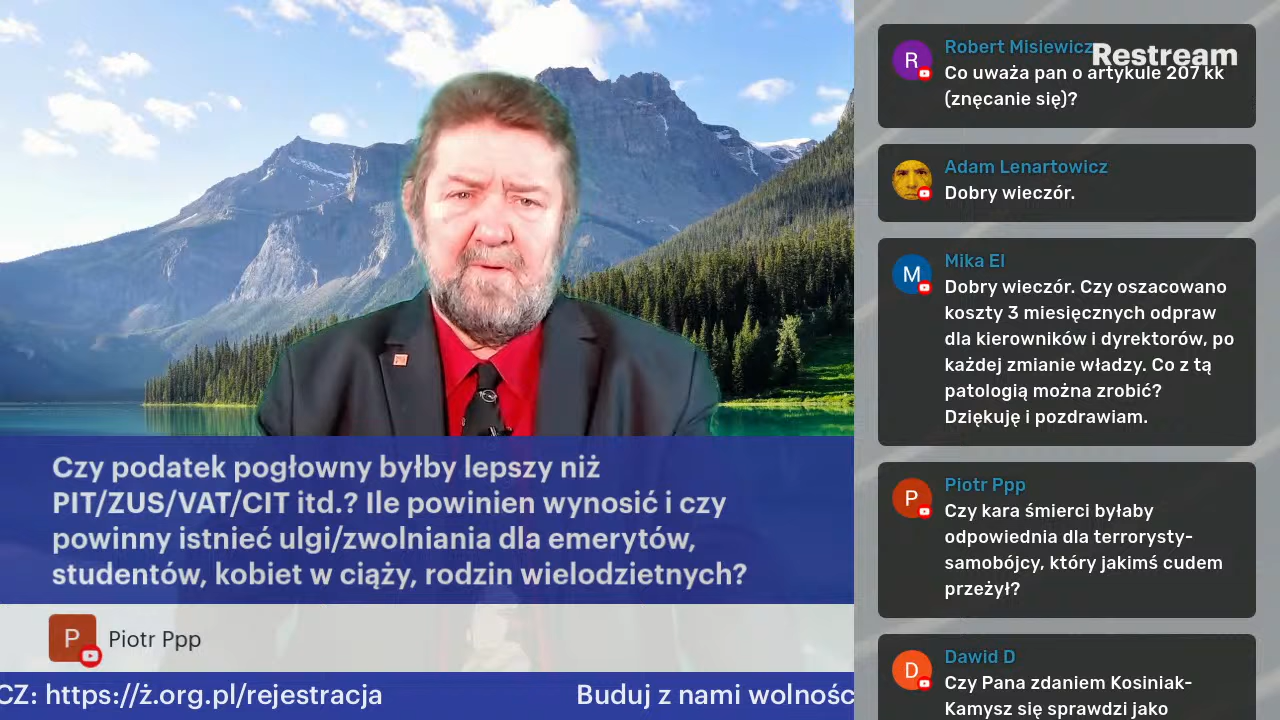 Czy podatek pogłowny byłby lepszy niż
PIT/ZUS/VAT/CIT itd.? Ile powinien wynosić i czy
powinny istnieć ulgi/zwolniania dla emerytów,
studentów, kobiet w ciąży, rodzin wielodzietnych?
P
Piotr Ppp
CZ: https://ż.org.pl/rejestracja
Buduj z nami wolność
Restream
R
Robert Misiewicz
Co uważa pan o artykule 207 kk
(znęcanie się)?
Adam Lenartowicz
Dobry wieczór.
M
Mika El
Dobry wieczór. Czy oszacowano
koszty 3 miesięcznych odpraw
dla kierowników i dyrektorów, po
każdej zmianie władzy. Co z tą
patologią można zrobić?
Dziękuję i pozdrawiam.
P
Piotr Ppp
Czy kara śmierci byłaby
odpowiednia dla terrorysty-
samobójcy, który jakimś cudem
przeżył?
D
Dawid D
Czy Pana zdaniem Kosiniak-
Kamysz się sprawdzi jako